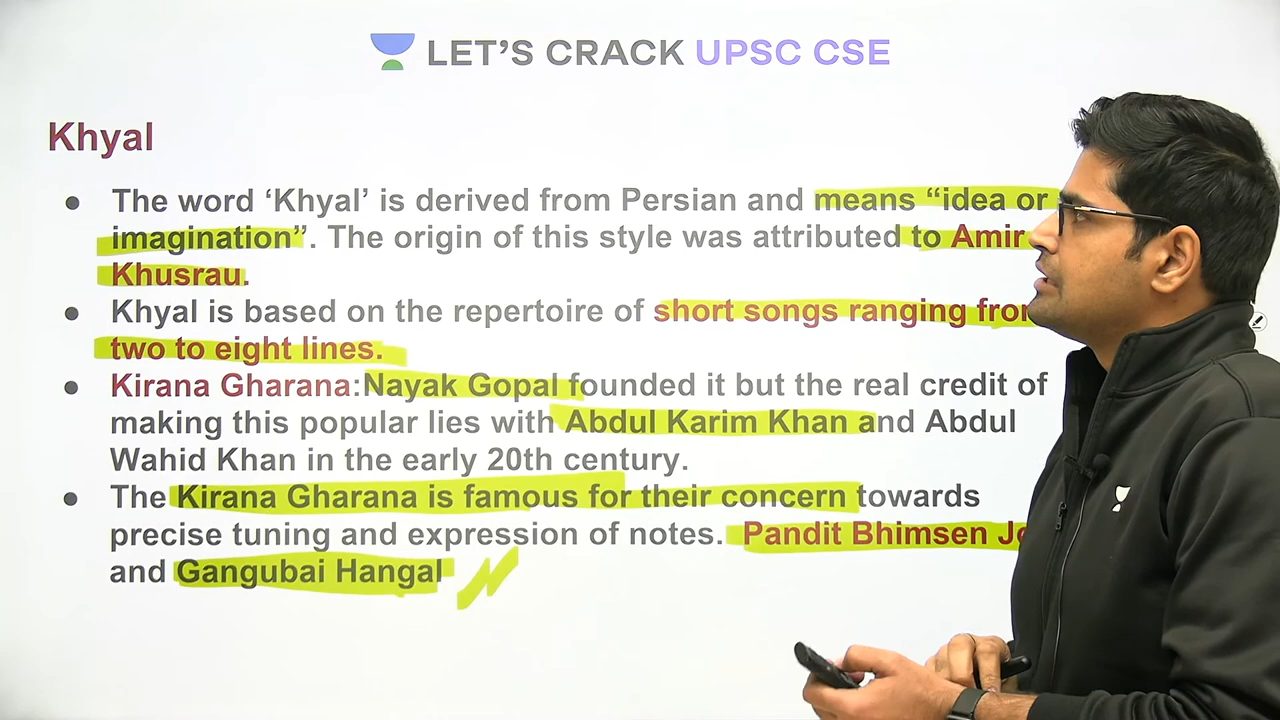 LET'S CRACK UPSC CSE
Khyal
● The word ‘Khyal’ is derived from Persian and means “idea or
imagination”. The origin of this style was attributed to Amir
Khusrau.
● Khyal is based on the repertoire of short songs ranging
two to eight lines.
● Kirana Gharana:Nayak Gopal founded it but the real credit of
making this popular lies with Abdul Karim Khan and Abdul
Wahid Khan in the early 20th century.
● The Kirana Gharana is famous for their concern towards
precise tuning and expression of notes. Pandit Bhimsen
and Gangubai Hangal